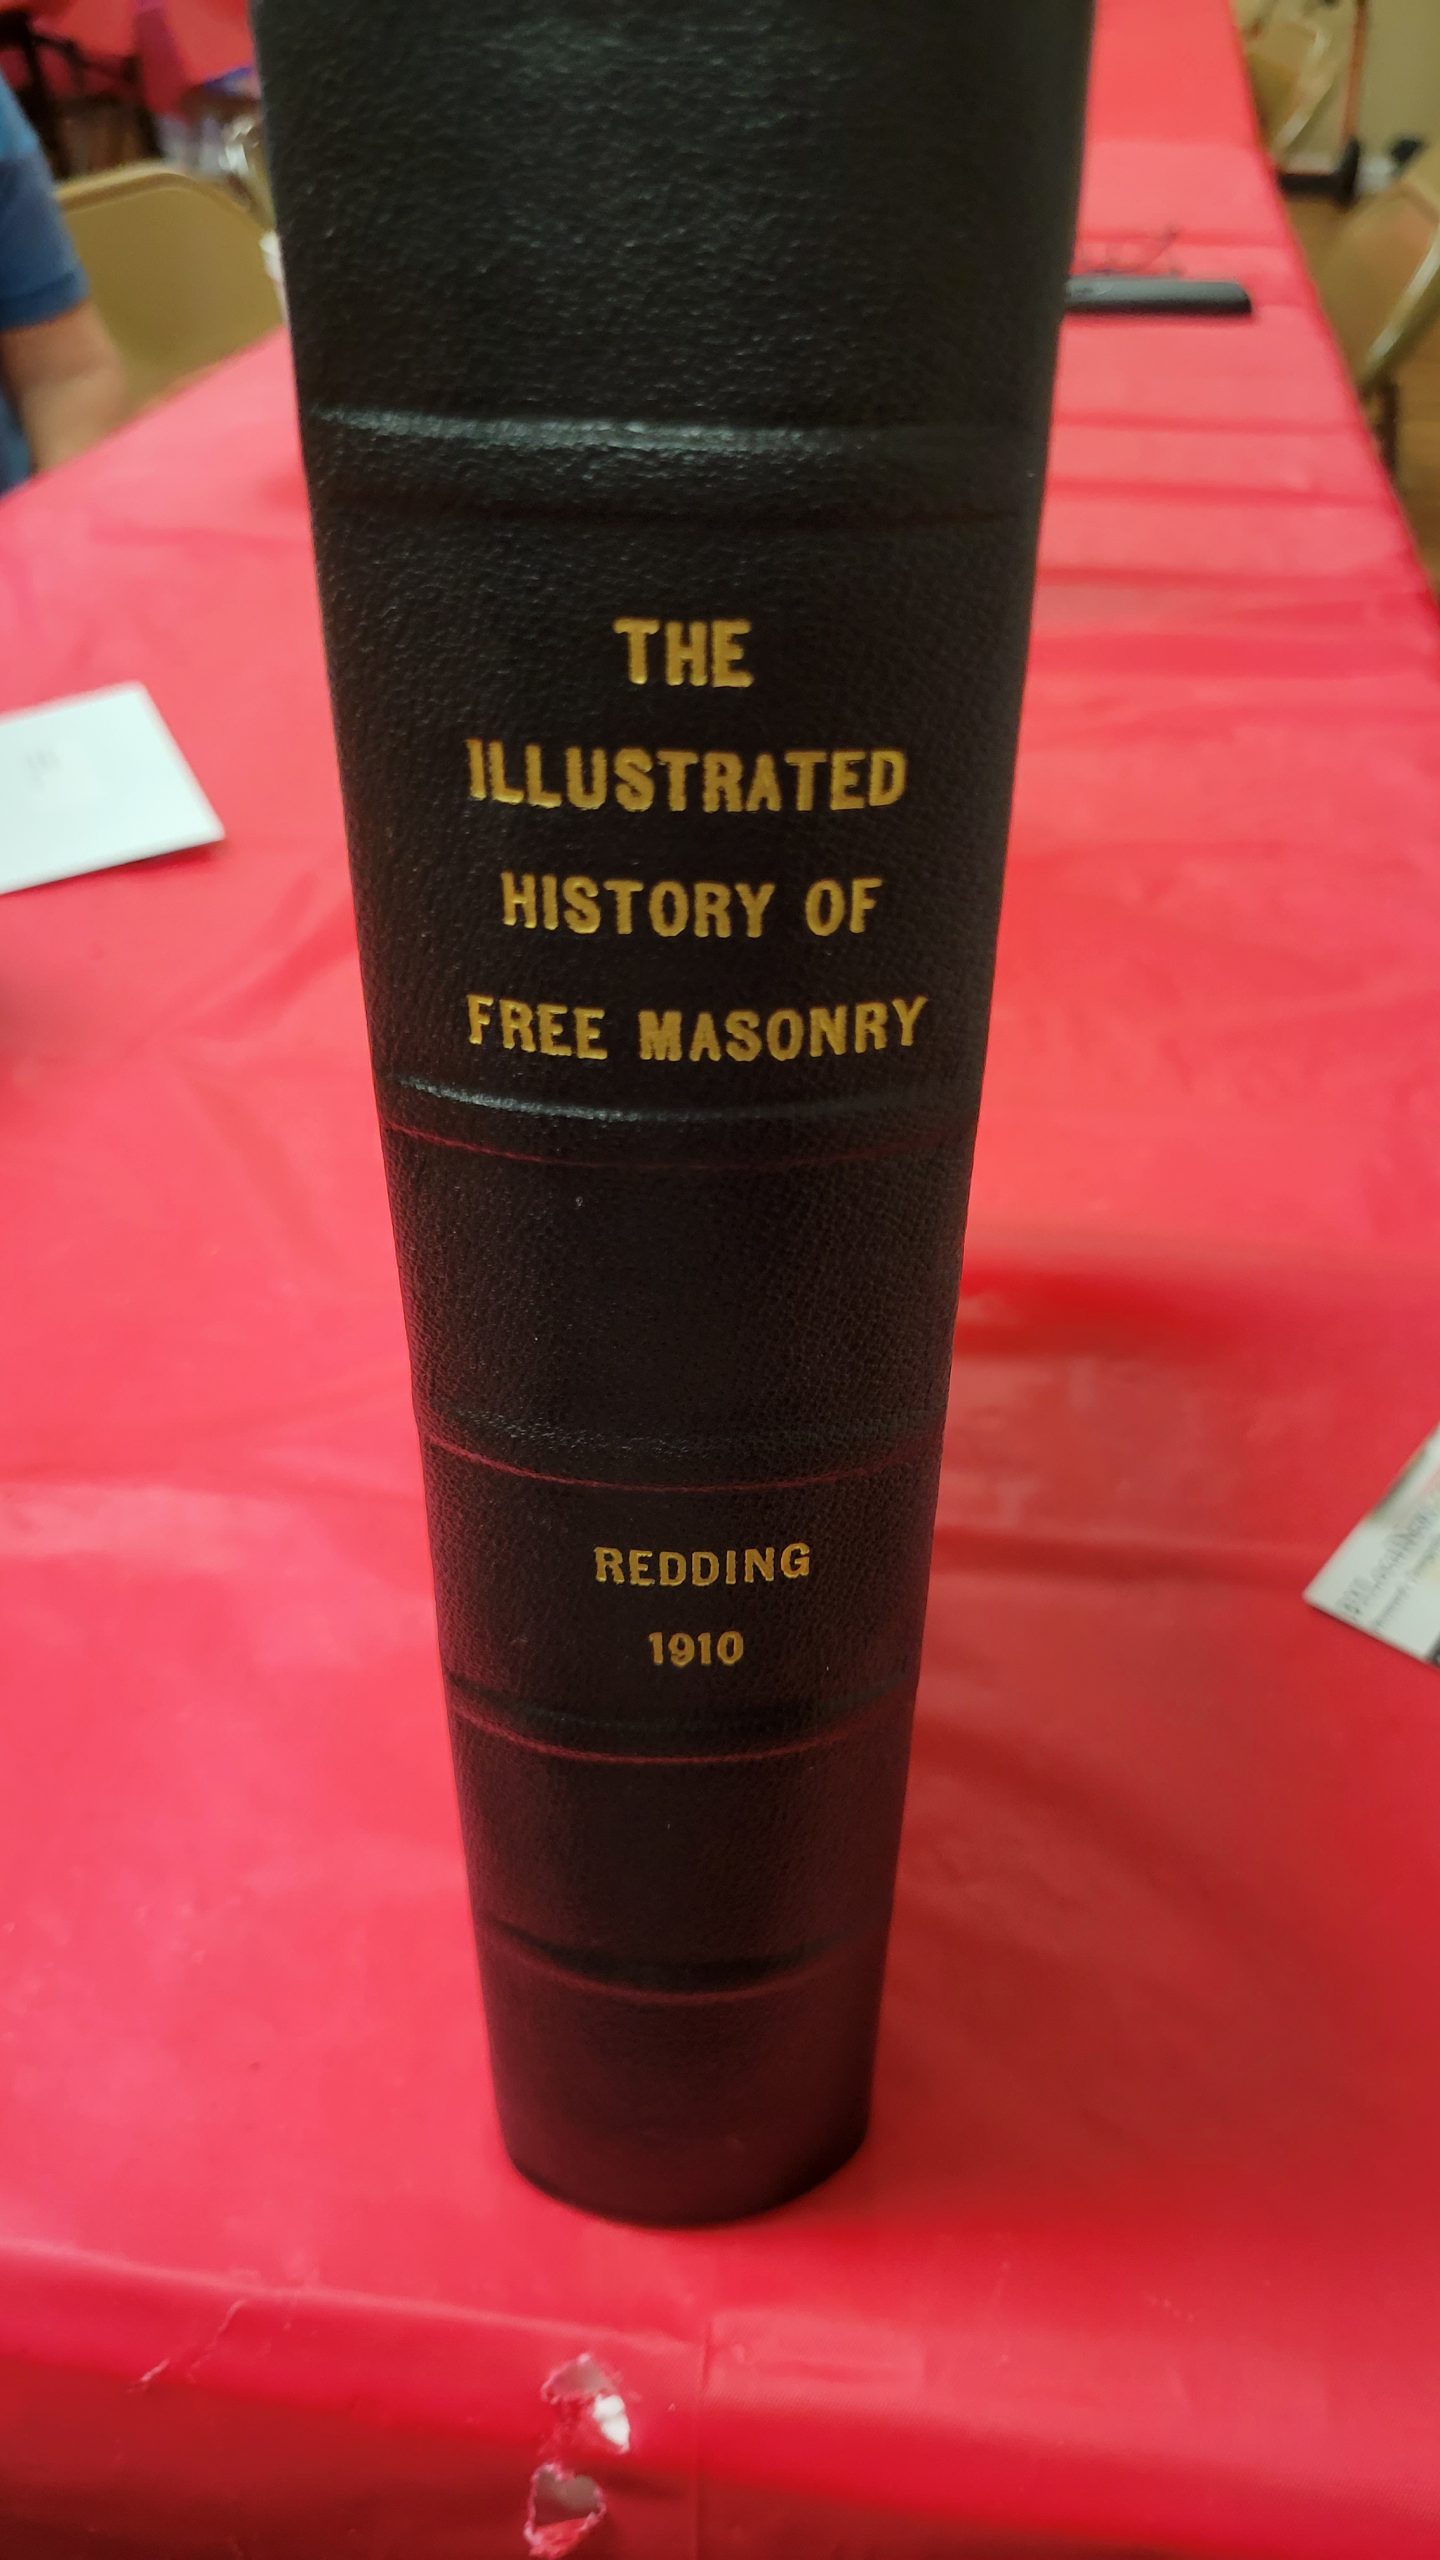 THE
ILLUSTRATED
HISTORY OF
FREE MASONRY
REDDING
1910